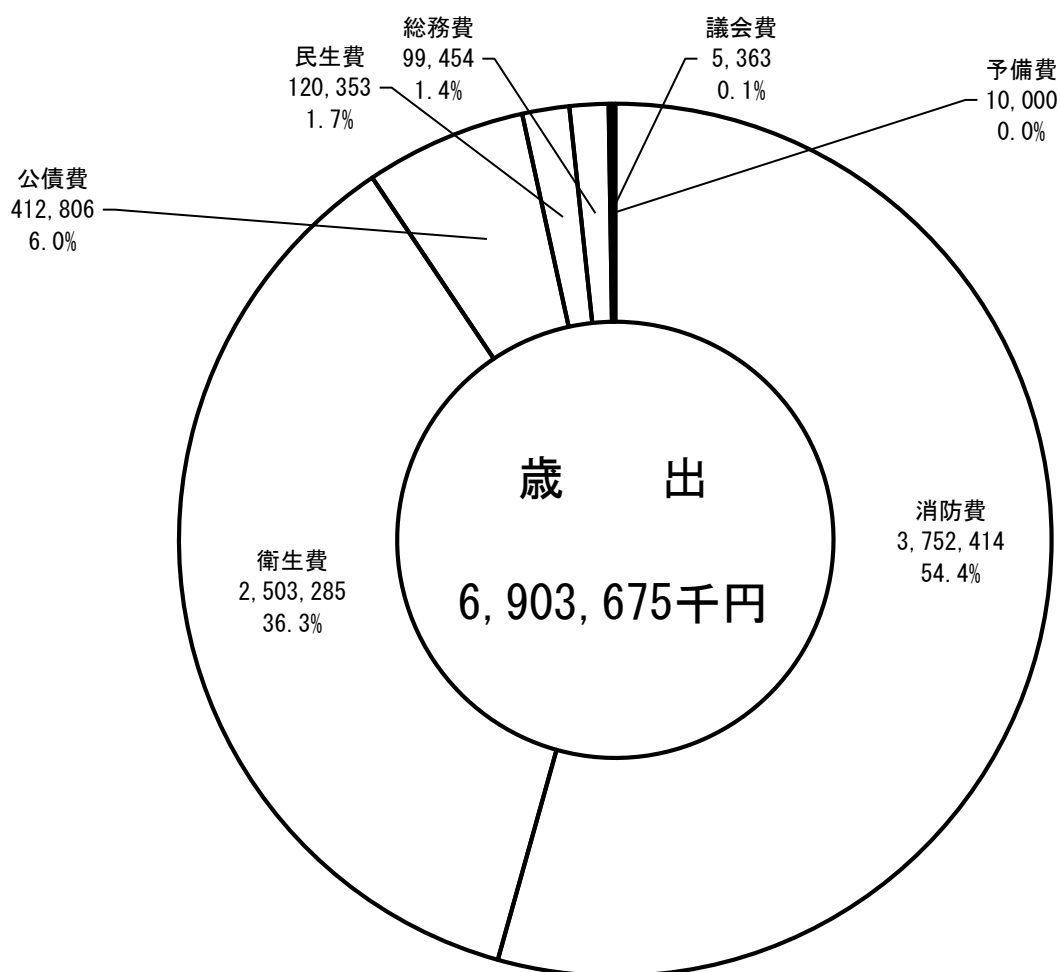 総務費
99,454
1.4%
議会費
5,363
0.1%
民生費
120,353
1.7%
予備費
10,000
0.0%
公債費
412,806
6.0%
歳　出
6,903,675千円
消防費
3,752,414
54.4%
衛生費
2,503,285
36.3%